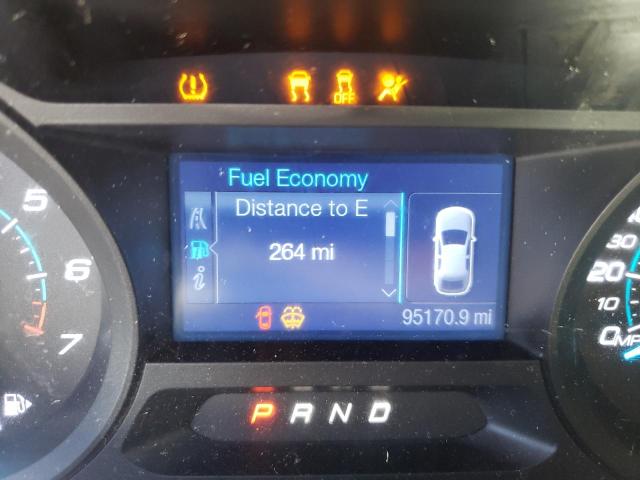 OFF
Fuel Economy
Distance to E
264 mi
i
95170.9 mi
5
6
7
30
20
10
0
P R N D